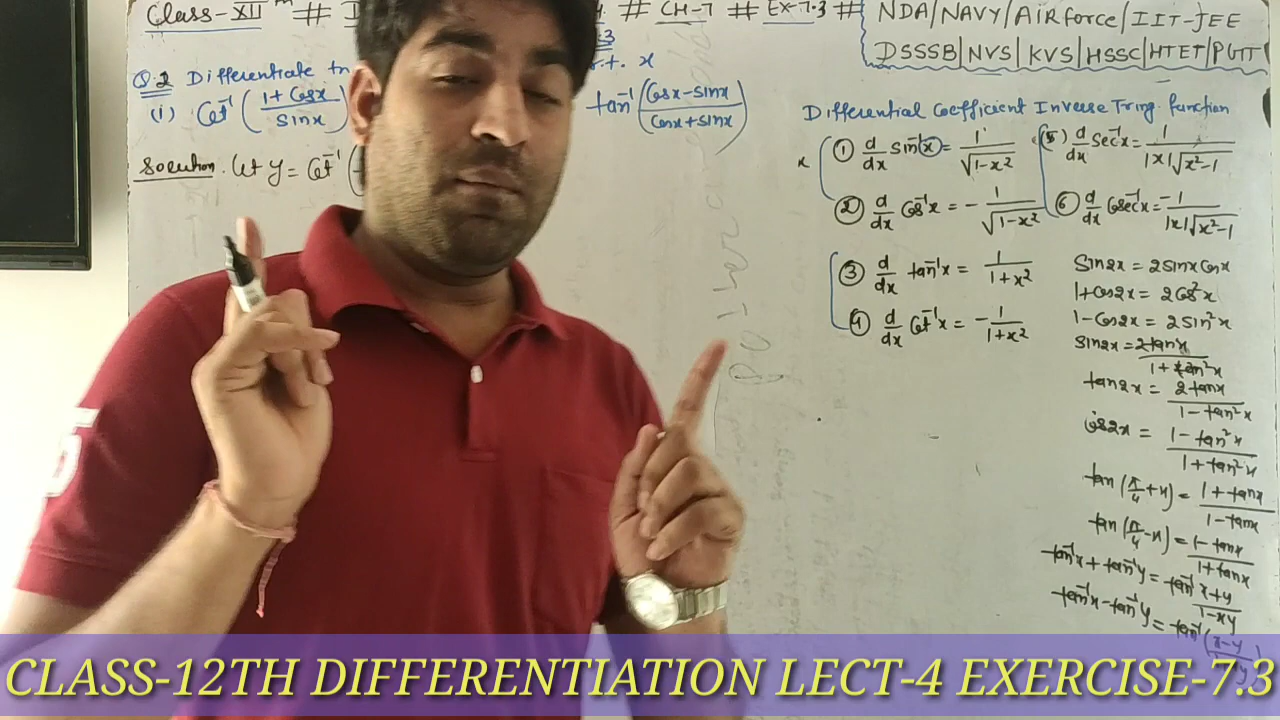 Class-XII th # CH-7 # EX-7.3 #
NDA/NAVY/AirForce/IIT-JEE
DSSSB|NVS|KVS|HSSC|HTET|PGTT
Q.2 Differentiate w.r.t. x
(i) Cot⁻¹ ((1+Cosx)/Sinx)
tan⁻¹ ((Cosx-Sinx)/(Cosx+Sinx))
Solution. Let y = Cot⁻¹ (
Differential Coefficient Inverse Tring. function
① d/dx Sin⁻¹(x) = 1/√(1-x²)
② d/dx Cos⁻¹x = - 1/√(1-x²)
③ d/dx tan⁻¹x = 1/(1+x²)
④ d/dx Cot⁻¹x = - 1/(1+x²)
⑤ d/dx Sec⁻¹x = 1/(|x|√(x²-1))
⑥ d/dx Cosec⁻¹x = -1/(|x|√(x²-1))
Sin2x = 2Sinx Cosx
1+Cos2x = 2Cos²x
1-Cos2x = 2Sin²x
Sin2x = 2tanx/(1+tan²x)
tan2x = 2tanx/(1-tan²x)
Cos2x = (1-tan²x)/(1+tan²x)
tan(π/4+x) = (1+tanx)/(1-tanx)
tan(π/4-x) = (1-tanx)/(1+tanx)
tan⁻¹x + tan⁻¹y = tan⁻¹ (x+y)/(1-xy)
tan⁻¹x - tan⁻¹y = tan⁻¹ (x-y
CLASS-12TH DIFFERENTIATION LECT-4 EXERCISE-7.3